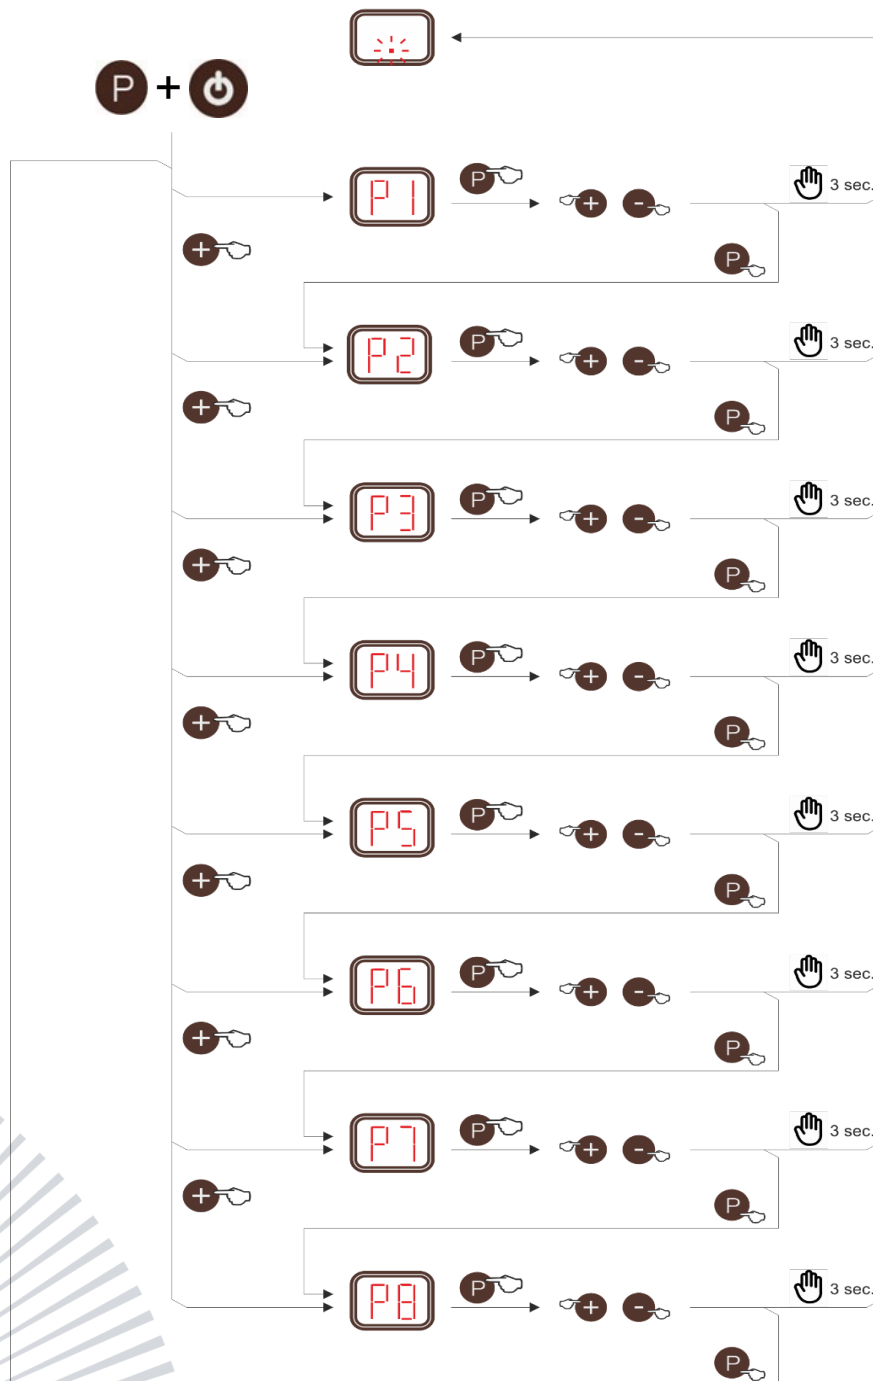 P + 
P1 P + - 3 sec.
+ P
P2 P + - 3 sec.
+ P
P3 P + - 3 sec.
+ P
P4 P + - 3 sec.
+ P
P5 P + - 3 sec.
+ P
P6 P + - 3 sec.
+ P
P7 P + - 3 sec.
+ P
P8 P + - 3 sec.
P